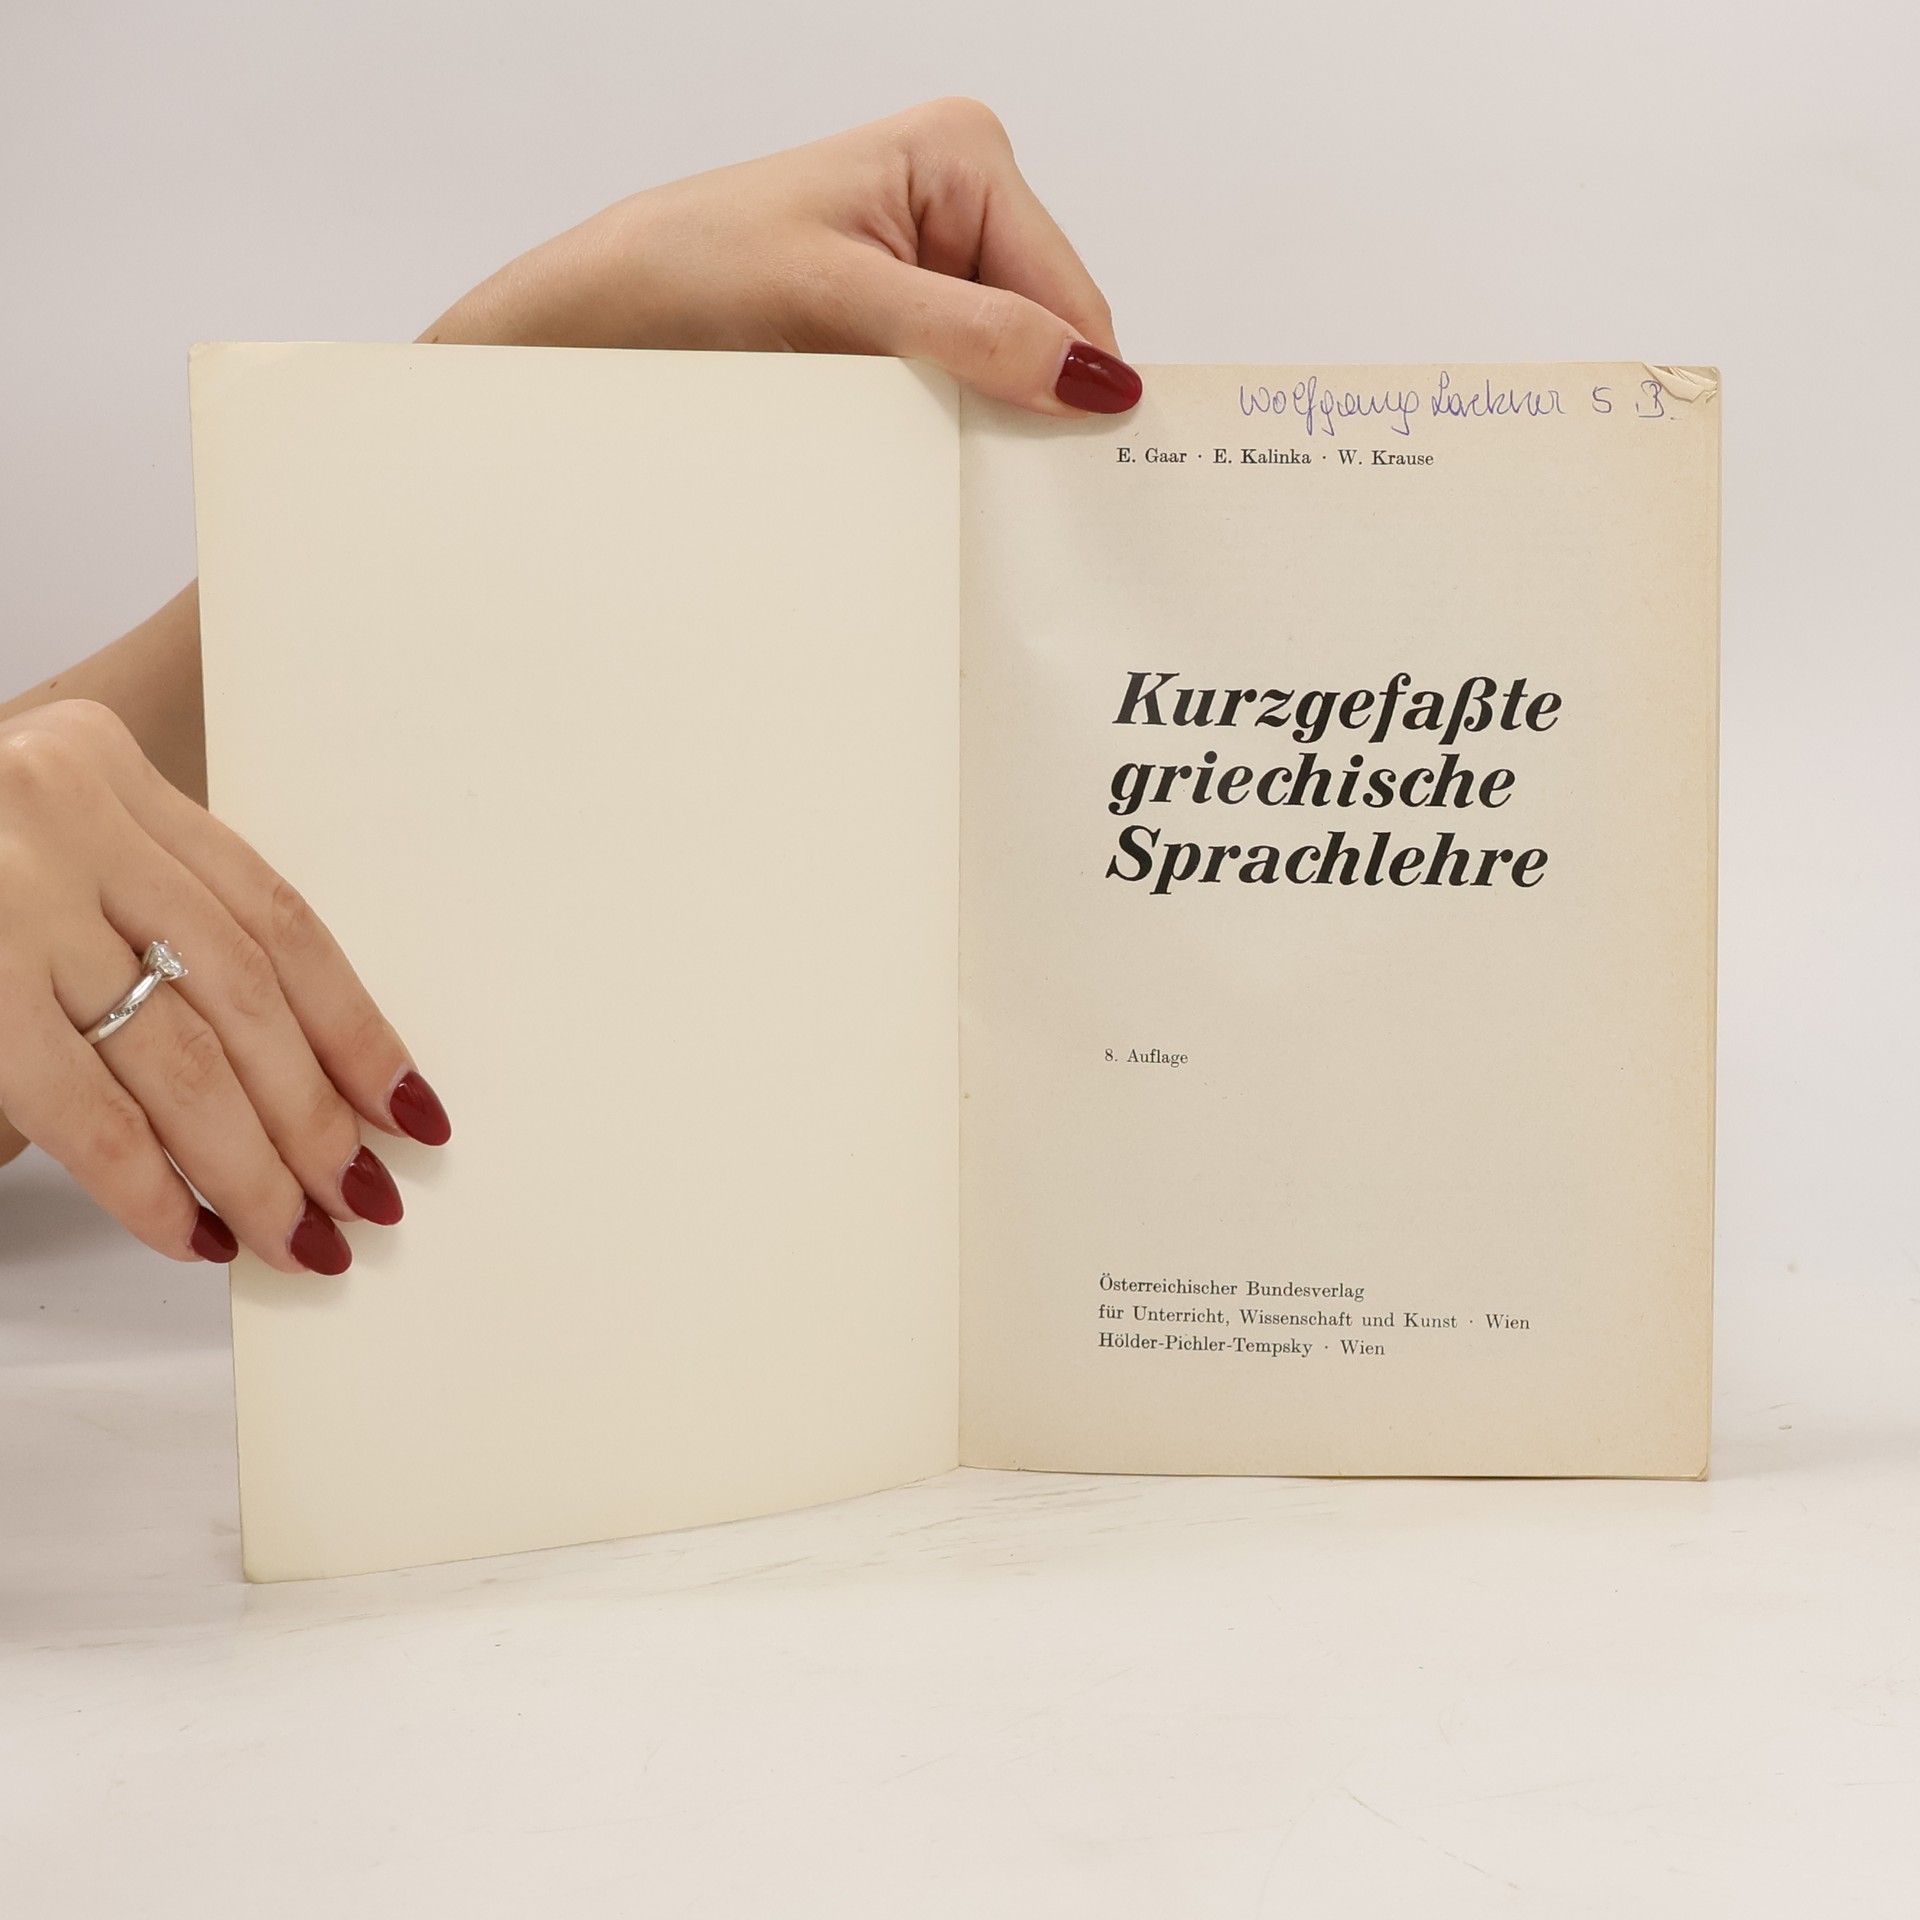 Wolfgang Lackner 5 B.
E. Gaar · E. Kalinka · W. Krause
Kurzgefaßte
griechische
Sprachlehre
8. Auflage
Österreichischer Bundesverlag
für Unterricht, Wissenschaft und Kunst · Wien
Hölder-Pichler-Tempsky · Wien